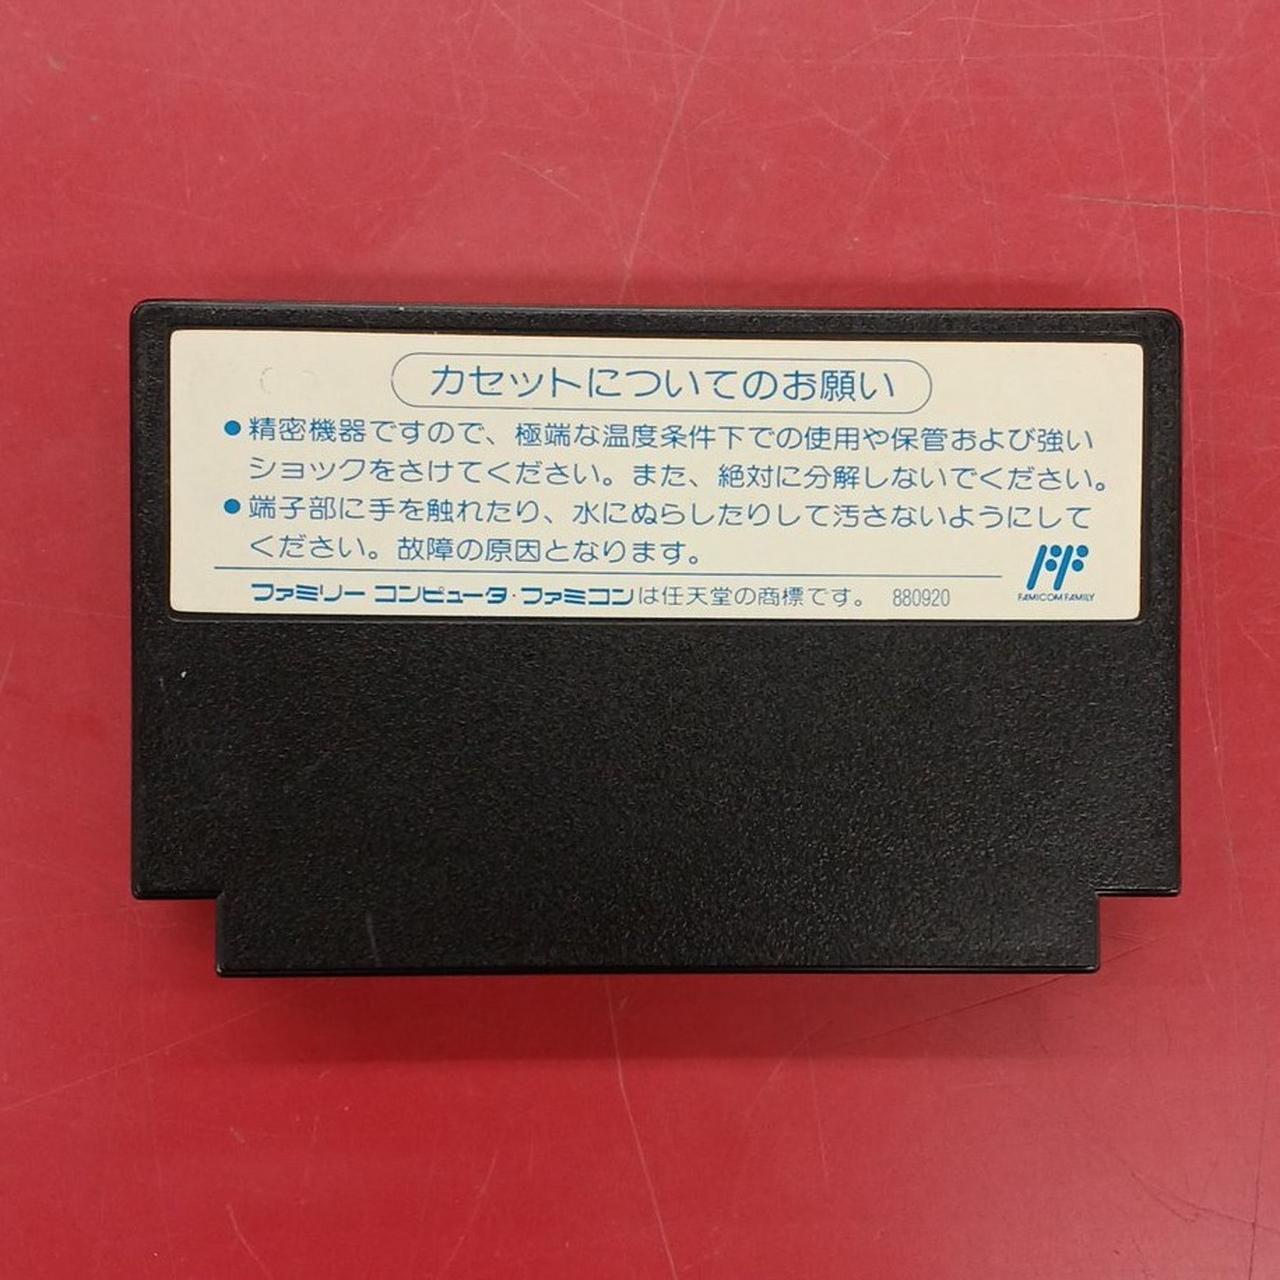 カセットについてのお願い
●精密機器ですので、極端な温度条件下での使用や保管および強い
ショックをさけてください。また、絶対に分解しないでください。
●端子部に手を触れたり、水にぬらしたりして汚さないようにして
ください。故障の原因となります。
ファミリー コンピュータ・ファミコンは任天堂の商標です。 880920
FAMICOM FAMILY